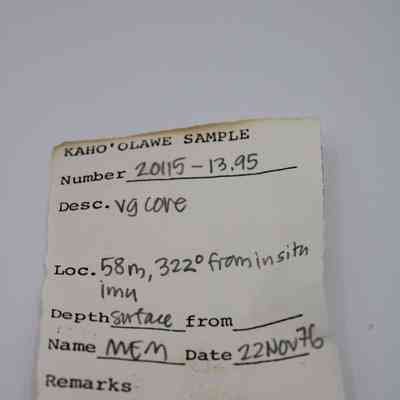 KAHO'OLAWE SAMPLE
Number 20115-13.95
Desc. vg core
Loc. 58m, 322° from in situ
imu
Depth surface from
Name MEM Date 22Nov76
Remarks